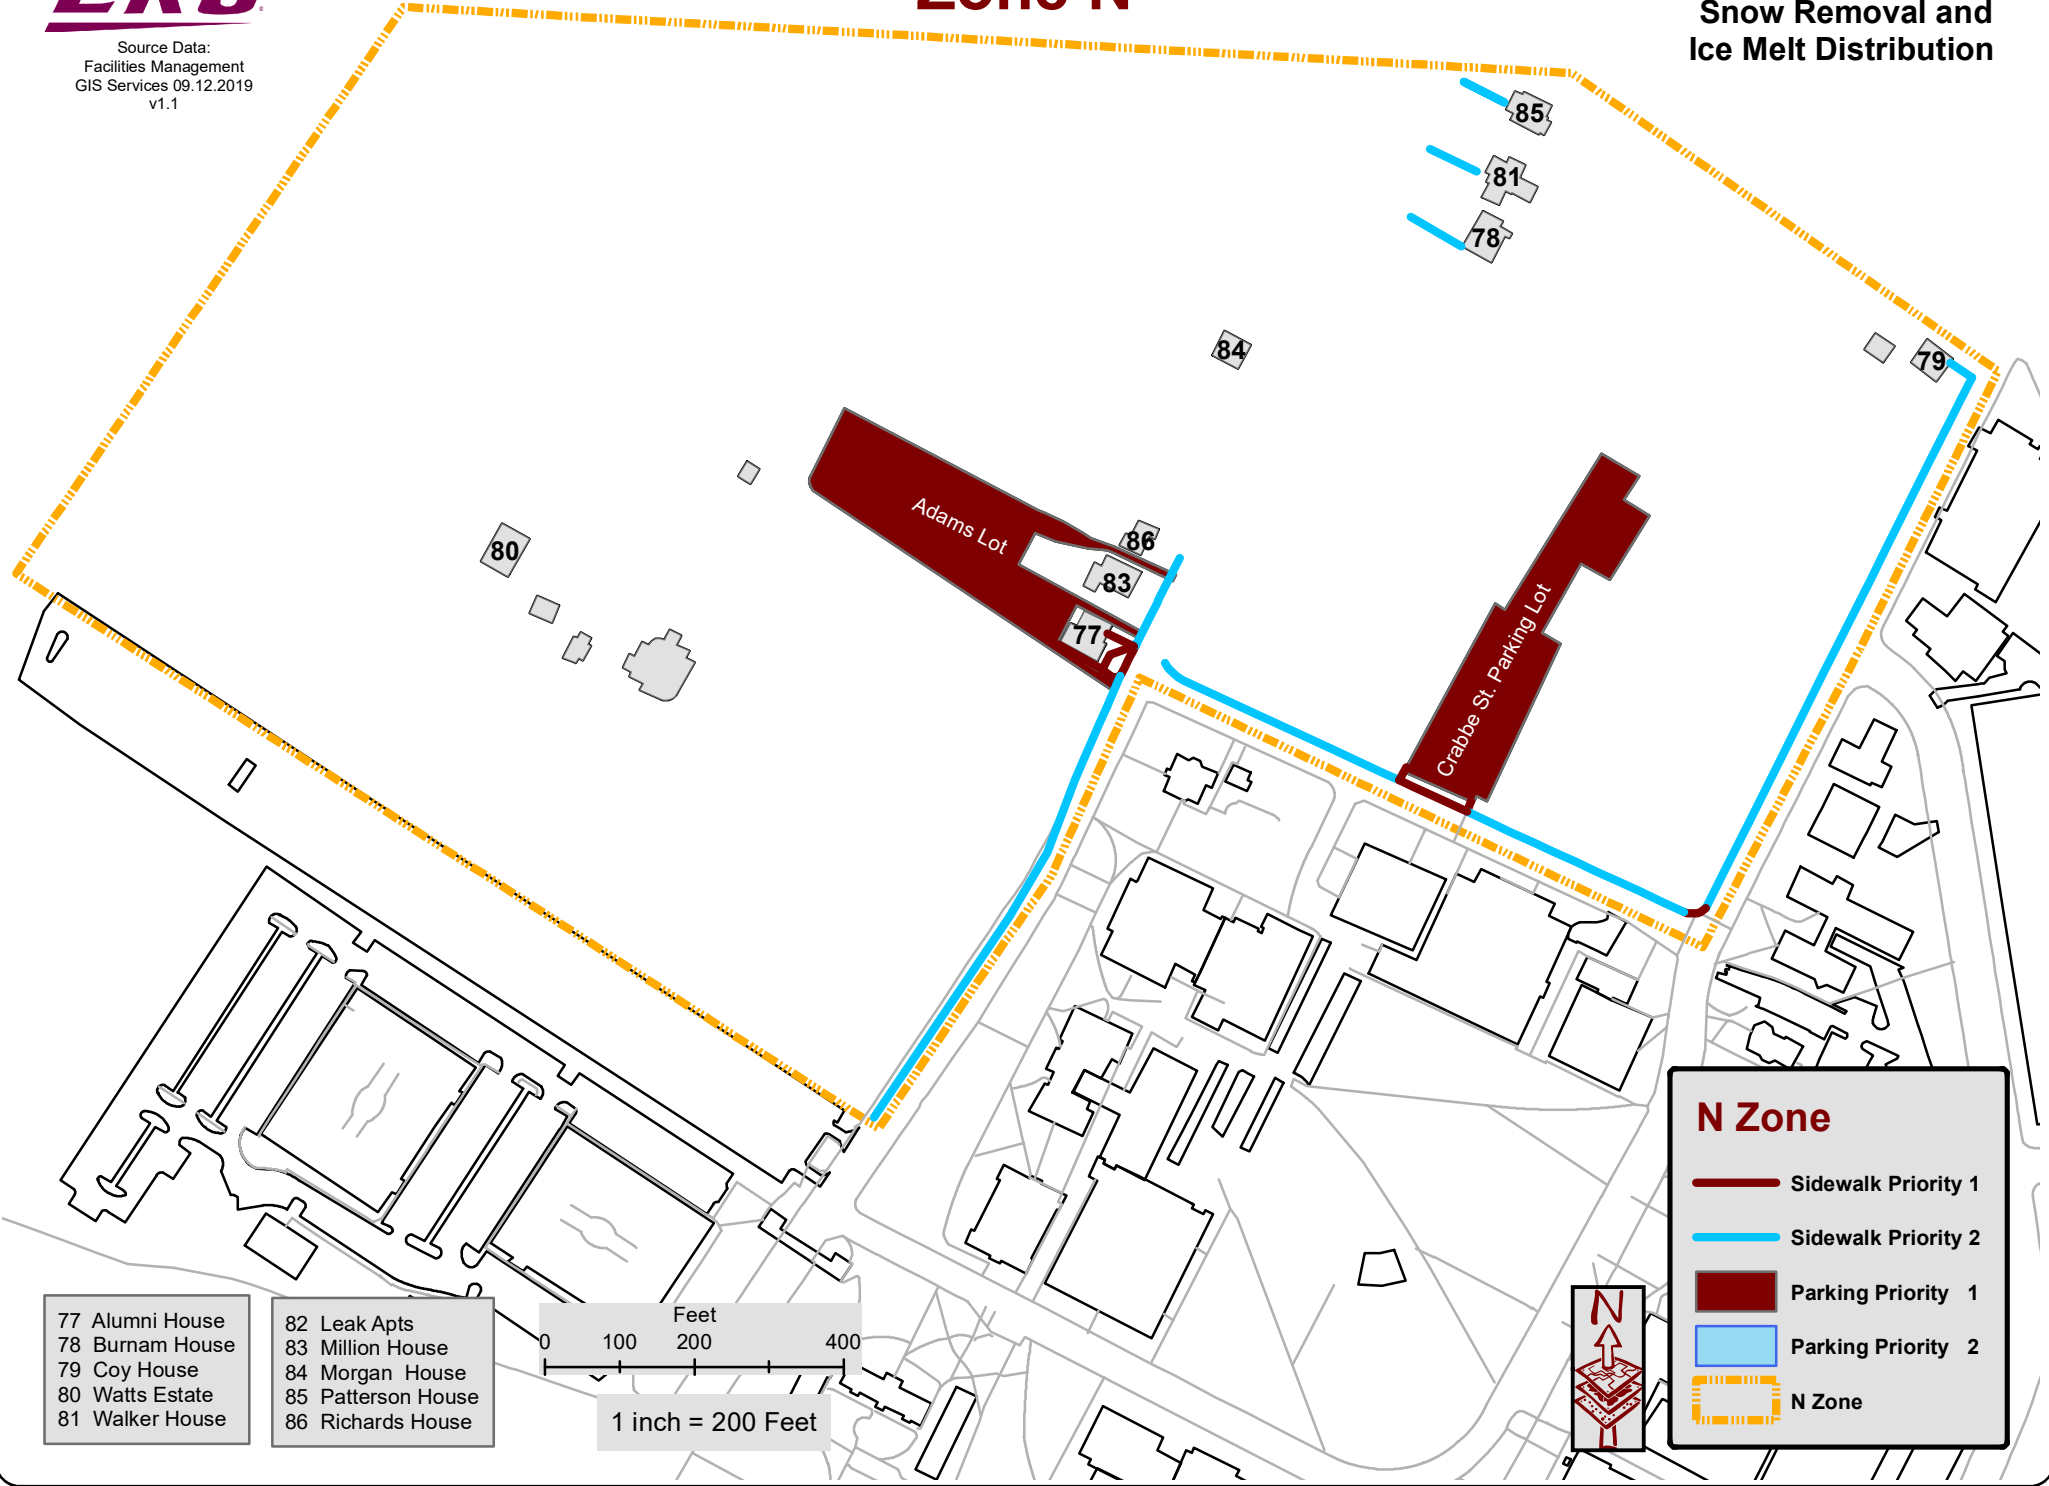 Zone N
Snow Removal and
Ice Melt Distribution
Source Data:
Facilities Management
GIS Services 09.12.2019
v1.1
85
81
78
84
79
Adams Lot
86
80
83
77
Crabbe St. Parking Lot
N Zone
Sidewalk Priority 1
Sidewalk Priority 2
Parking Priority 1
Parking Priority 2
N Zone
N
77 Alumni House
78 Burnam House
79 Coy House
80 Watts Estate
81 Walker House
82 Leak Apts
83 Million House
84 Morgan House
85 Patterson House
86 Richards House
Feet
0 100 200 400
1 inch = 200 Feet